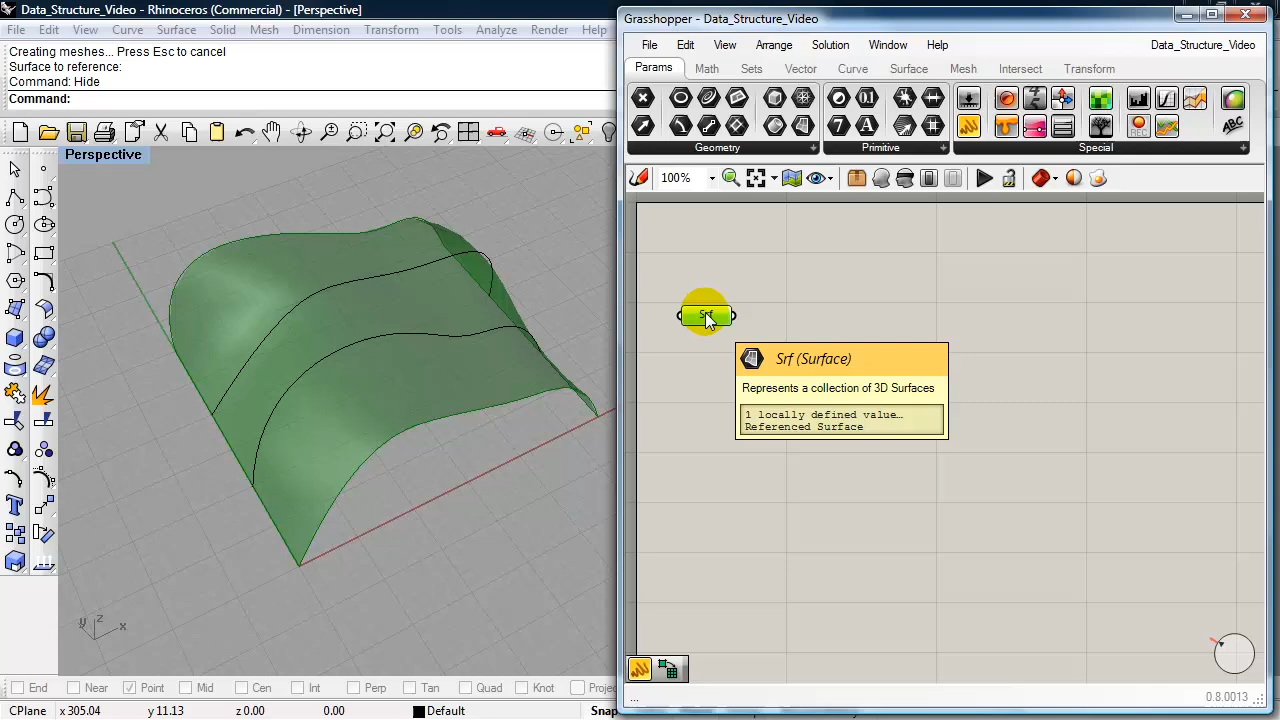 Data_Structure_Video - Rhinoceros (Commercial) - [Perspective]
File Edit View Curve Surface Solid Mesh Dimension Transform Tools Analyze Render Help
Creating meshes... Press Esc to cancel
Surface to reference:
Command: Hide
Command:
Perspective
y z x
End Near Point Mid Cen Int Perp Tan Quad Knot Projec
CPlane x 305.04 y 11.13 z 0.00 0.00 Default Snap
Grasshopper - Data_Structure_Video
File Edit View Arrange Solution Window Help Data_Structure_Video
Params Math Sets Vector Curve Surface Mesh Intersect Transform
Geometry Primitive Special
100%
Srf
Srf (Surface)
Represents a collection of 3D Surfaces
1 locally defined value…
Referenced Surface
... 0.8.0013